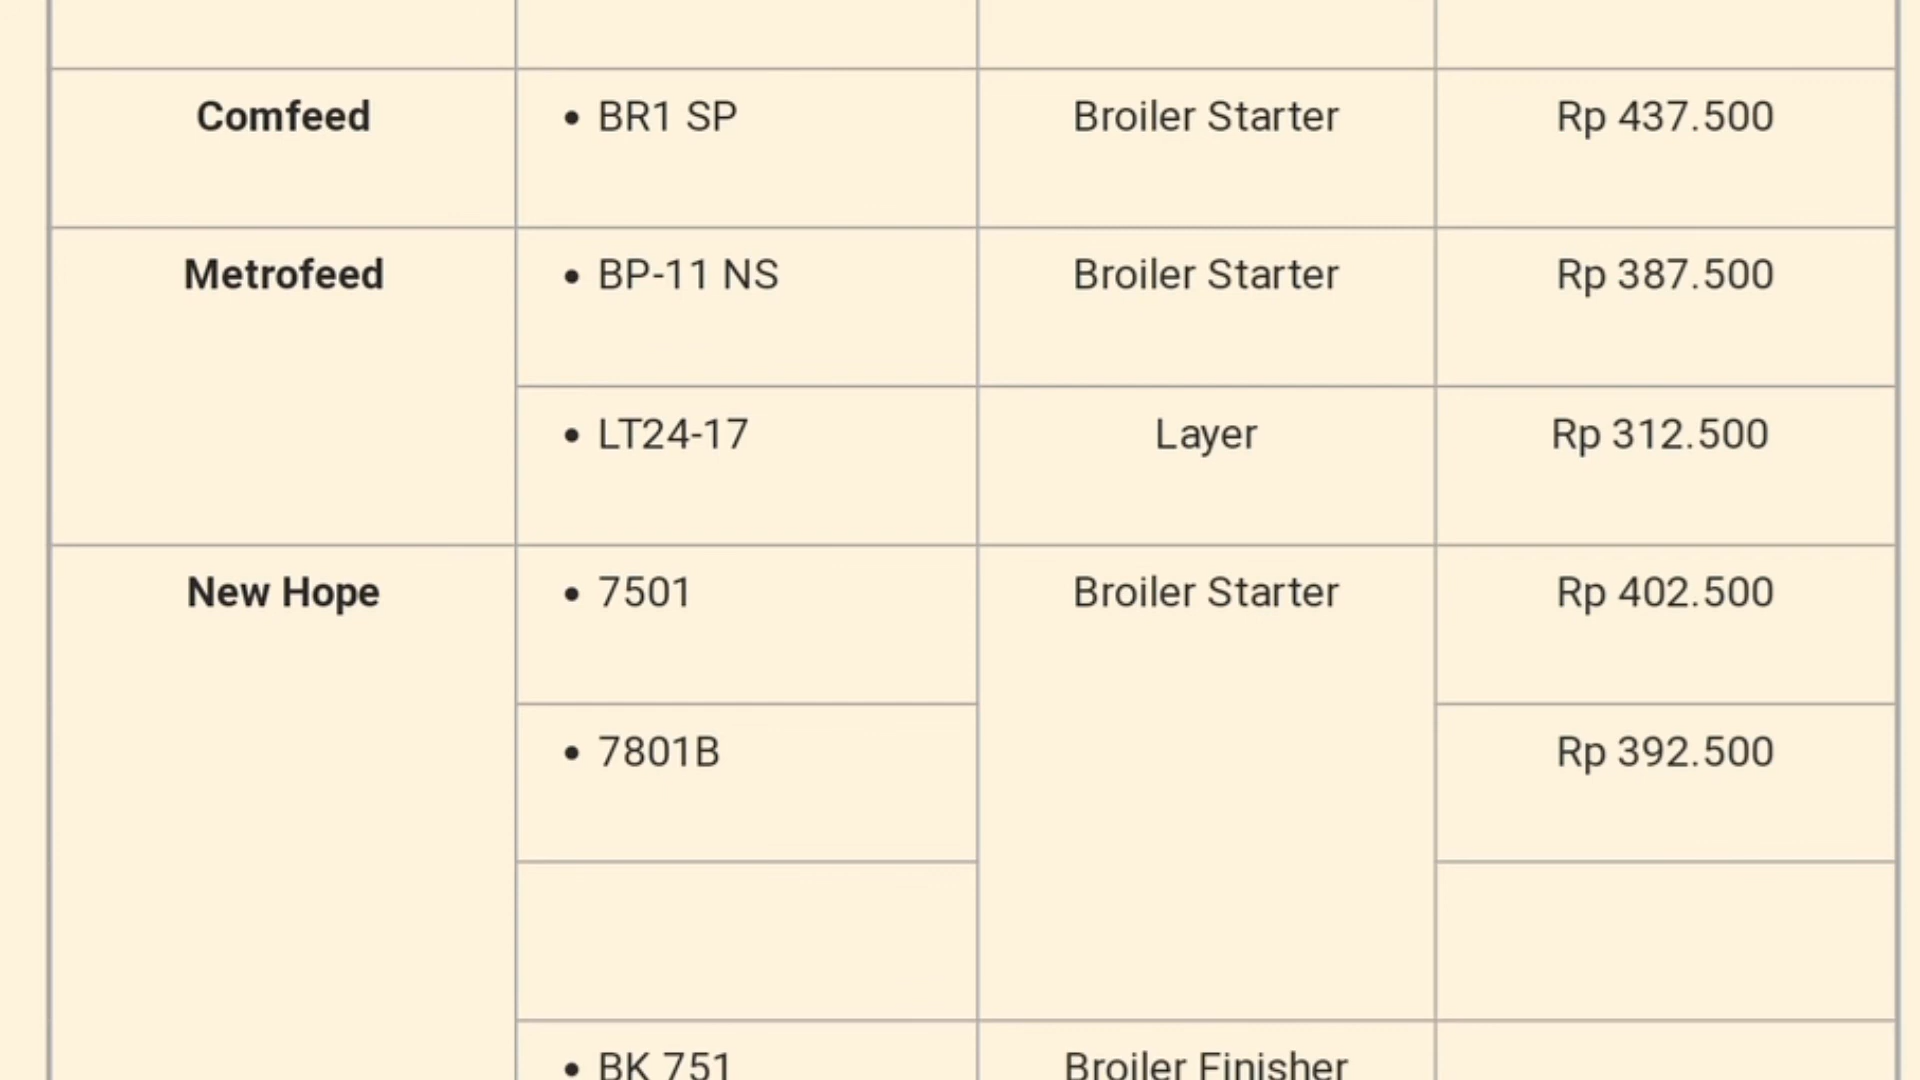 Comfeed • BR1 SP Broiler Starter Rp 437.500
Metrofeed • BP-11 NS Broiler Starter Rp 387.500
• LT24-17 Layer Rp 312.500
New Hope • 7501 Broiler Starter Rp 402.500
• 7801B Rp 392.500
• BK 751 Broiler Finisher